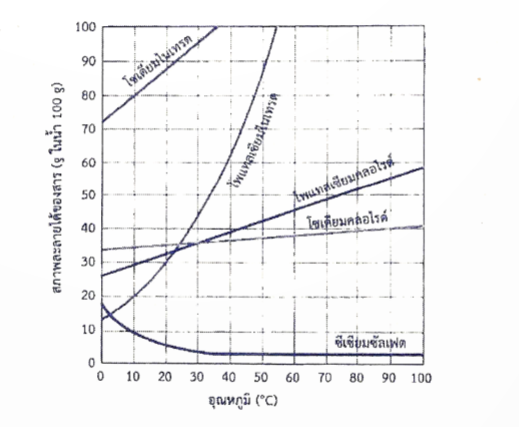 สภาพละลายได้ของสาร (g ในน้ำ 100 g)
100
90
80
70
60
50
40
30
20
10
0
โซเดียมไนเทรต
โพแทสเซียมไนเทรต
โพแทสเซียมคลอไรด์
โซเดียมคลอไรด์
ซีเซียมซัลเฟต
0 10 20 30 40 50 60 70 80 90 100
อุณหภูมิ (°C)